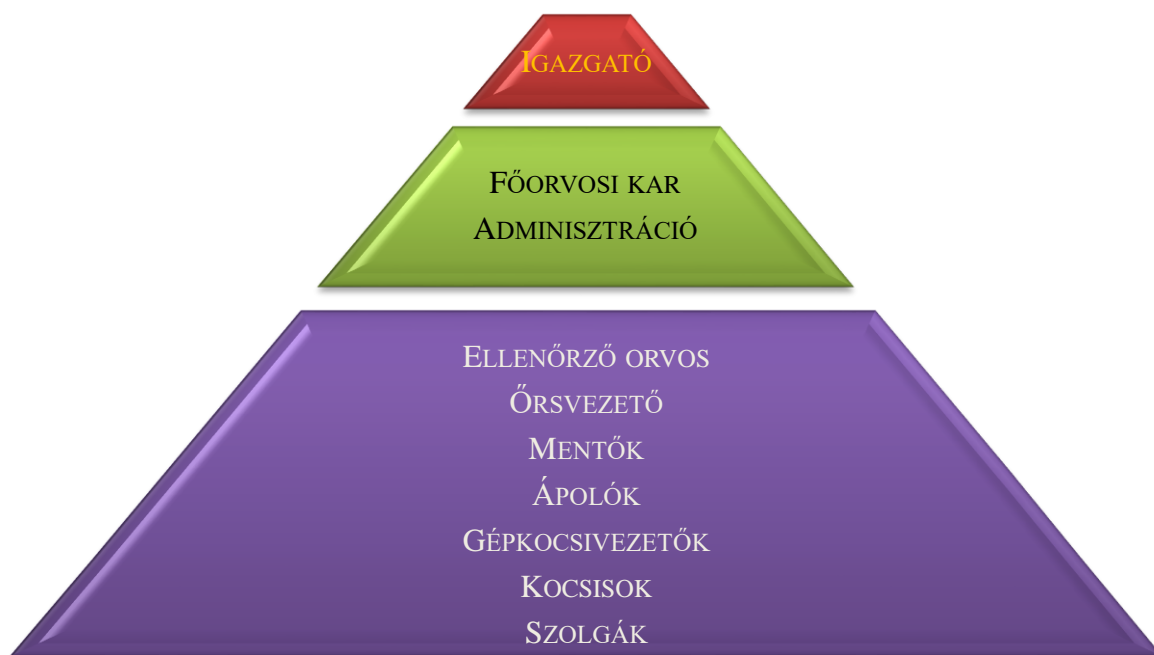 Igazgató
Főorvosi kar
Adminisztráció
Ellenőrző orvos
Őrsvezető
Mentők
Ápolók
Gépkocsivezetők
Kocsisok
Szolgák